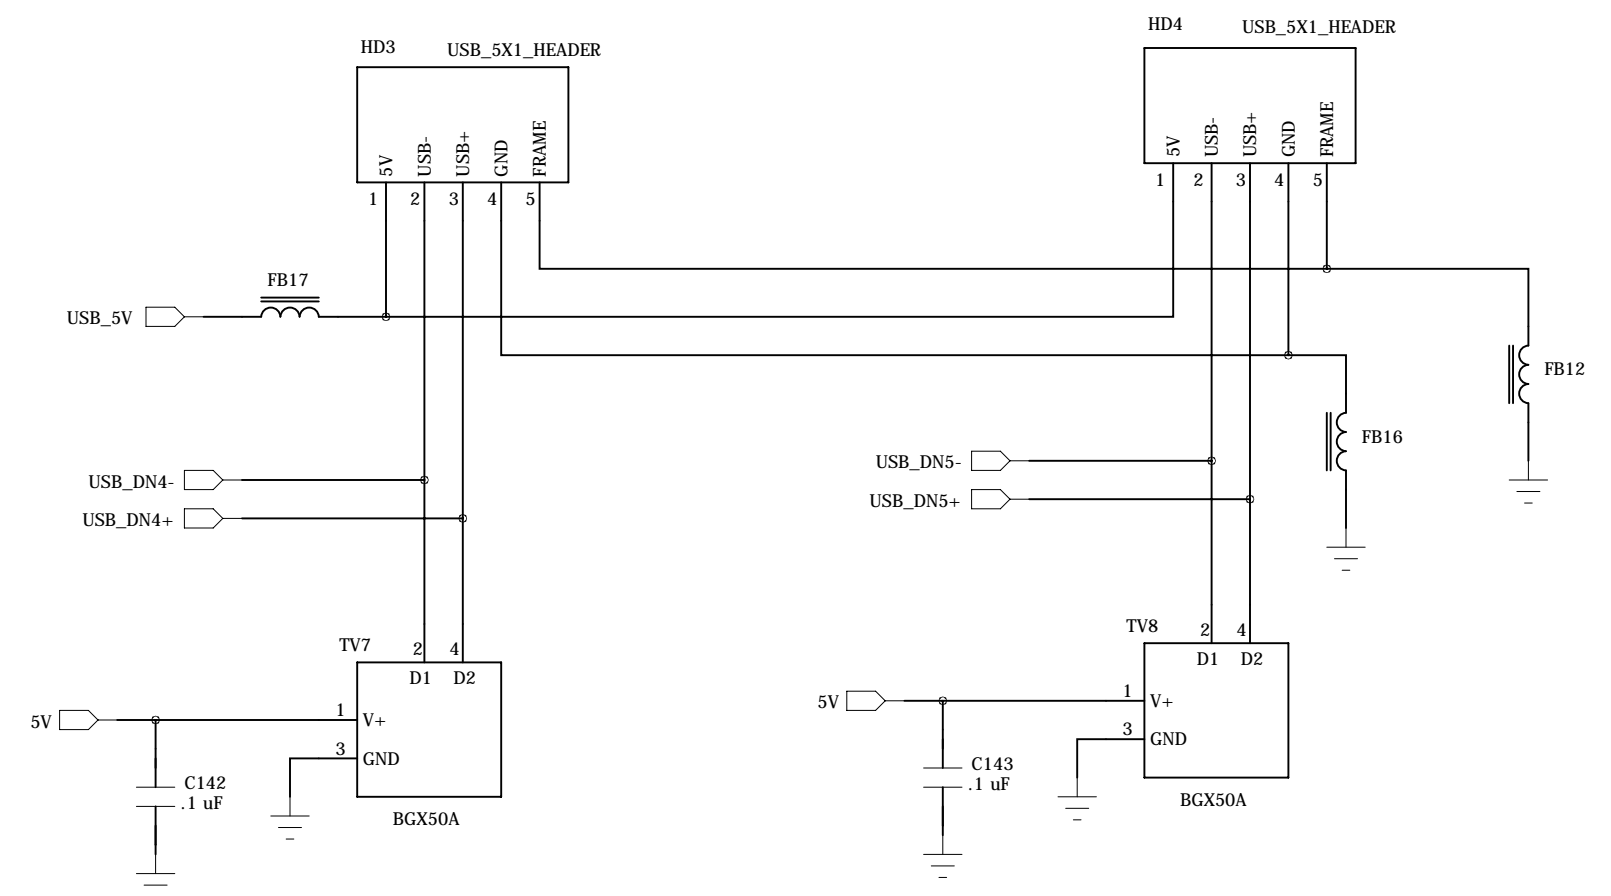 HD4 USB_5X1_HEADER
HD3 USB_5X1_HEADER
5V USB- USB+ GND FRAME
1 2 3 4 5
5V USB- USB+ GND FRAME
1 2 3 4 5
FB17
USB_5V
FB12
FB16
USB_DN4-
USB_DN4+
USB_DN5-
USB_DN5+
TV7
2 4
D1 D2
5V
1 V+
3 GND
C142
.1 uF
BGX50A
TV8
2 4
D1 D2
5V
1 V+
3 GND
C143
.1 uF
BGX50A